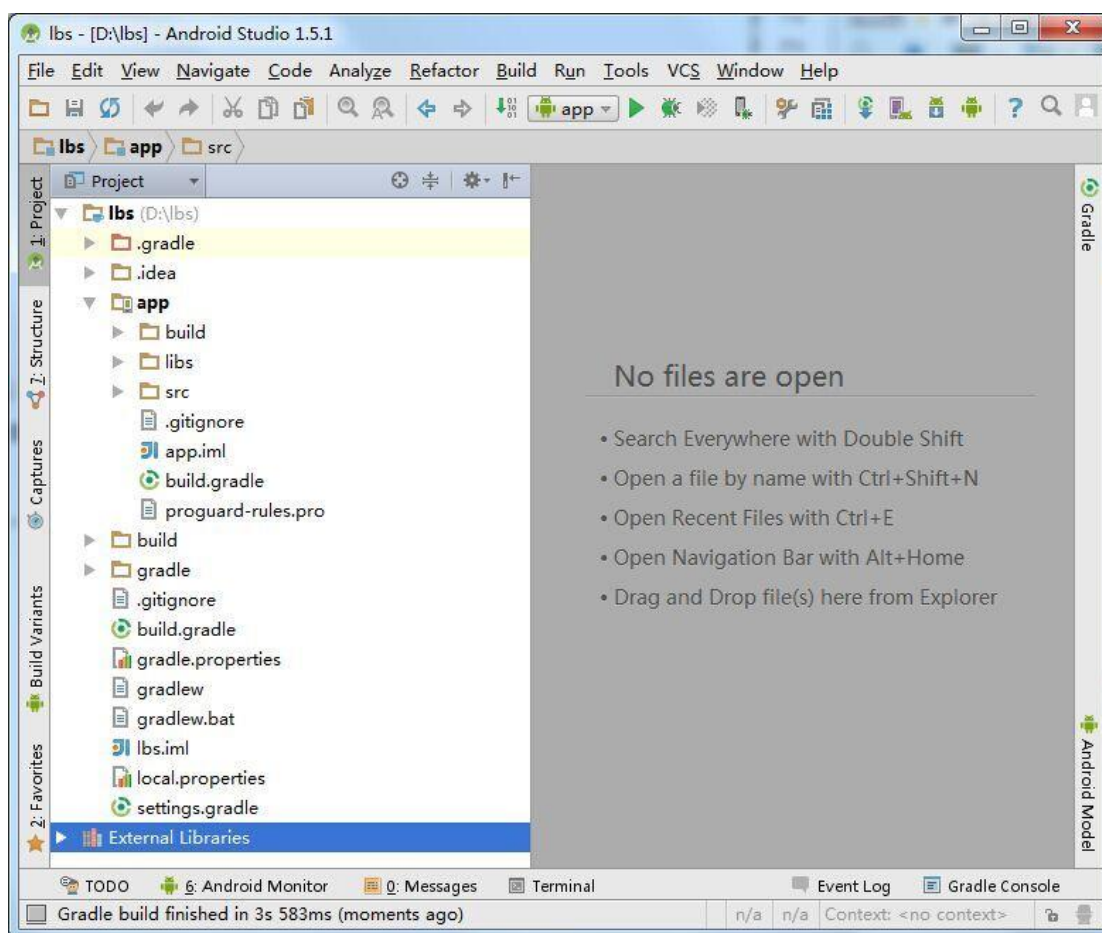 lbs - [D:\lbs] - Android Studio 1.5.1
File Edit View Navigate Code Analyze Refactor Build Run Tools VCS Window Help
app
lbs app src
1: Project
7: Structure
Captures
Build Variants
2: Favorites
Project
lbs (D:\lbs)
.gradle
.idea
app
build
libs
src
.gitignore
app.iml
build.gradle
proguard-rules.pro
build
gradle
.gitignore
build.gradle
gradle.properties
gradlew
gradlew.bat
lbs.iml
local.properties
settings.gradle
External Libraries
No files are open
• Search Everywhere with Double Shift
• Open a file by name with Ctrl+Shift+N
• Open Recent Files with Ctrl+E
• Open Navigation Bar with Alt+Home
• Drag and Drop file(s) here from Explorer
Gradle
Android Model
TODO 6: Android Monitor 0: Messages Terminal Event Log Gradle Console
Gradle build finished in 3s 583ms (moments ago) n/a n/a Context: <no context>